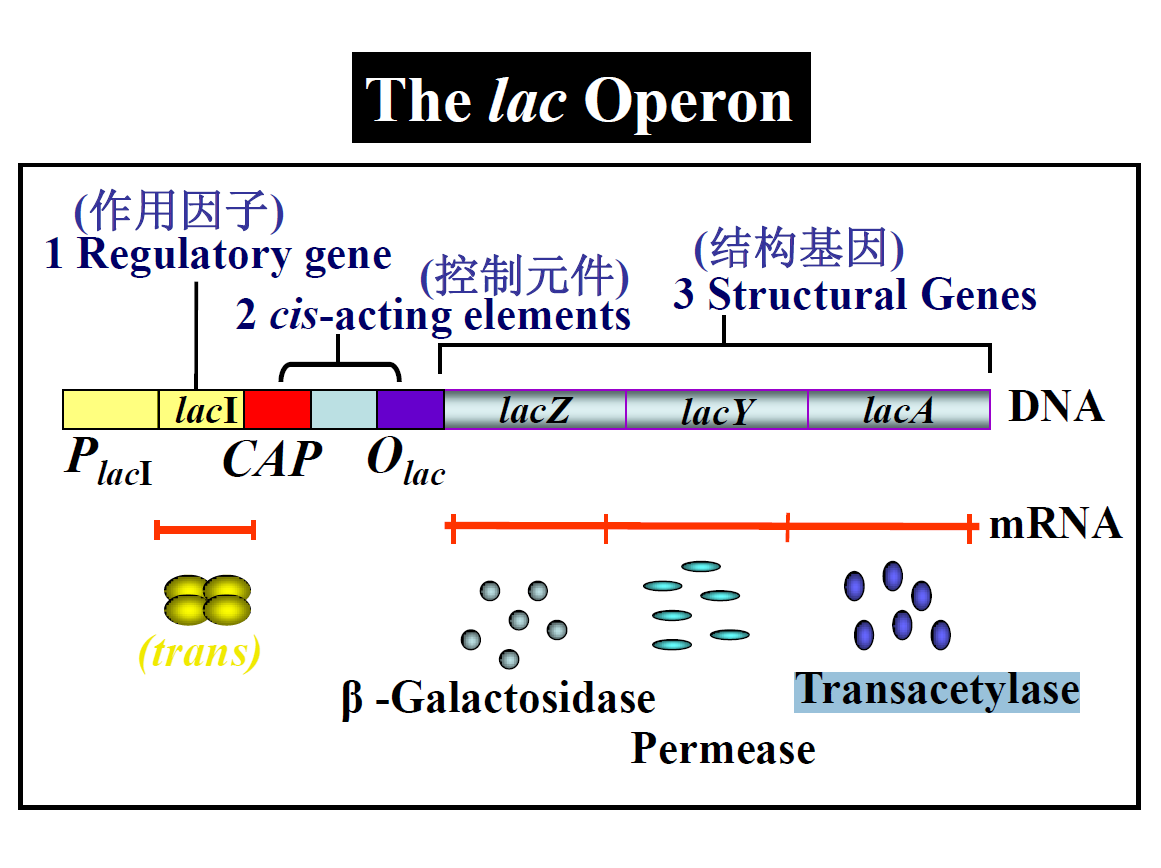 The lac Operon
(作用因子)
1 Regulatory gene
(控制元件)
2 cis-acting elements
(结构基因)
3 Structural Genes
lacI
lacZ
lacY
lacA
DNA
PlacI
CAP
Olac
mRNA
(trans)
β -Galactosidase
Permease
Transacetylase